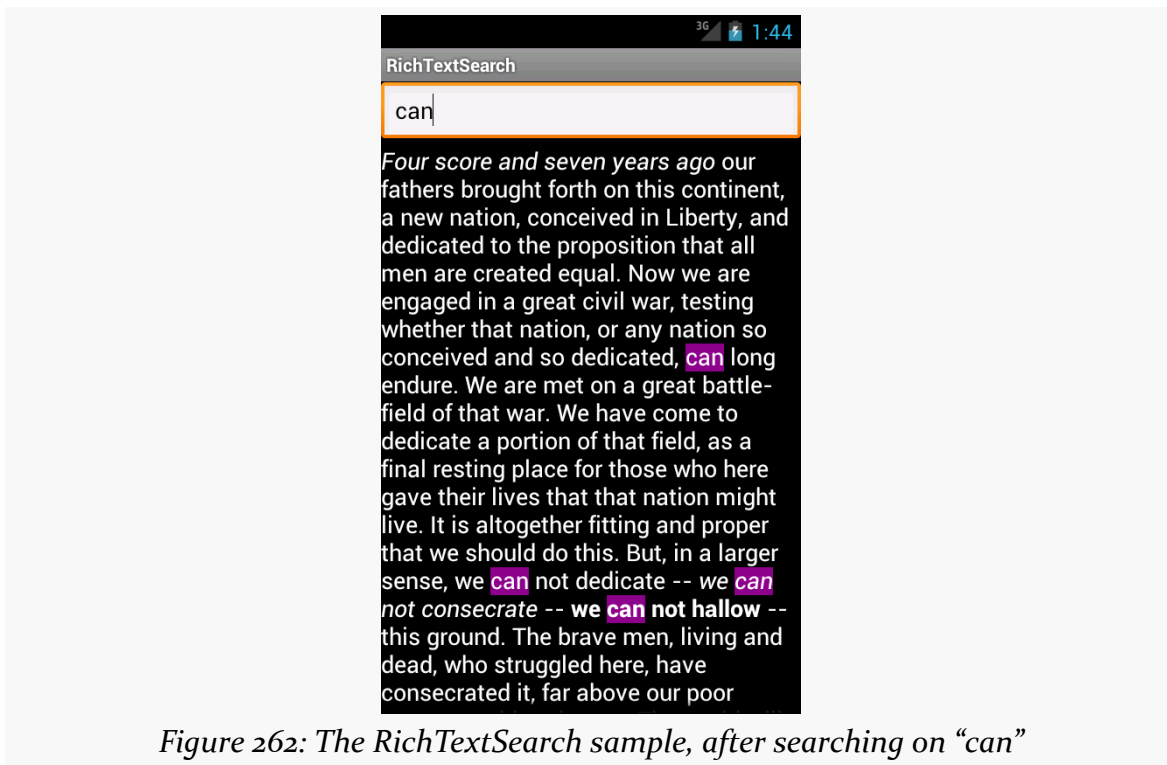 3G 1:44
RichTextSearch
can
Four score and seven years ago our
fathers brought forth on this continent,
a new nation, conceived in Liberty, and
dedicated to the proposition that all
men are created equal. Now we are
engaged in a great civil war, testing
whether that nation, or any nation so
conceived and so dedicated, can long
endure. We are met on a great battle-
field of that war. We have come to
dedicate a portion of that field, as a
final resting place for those who here
gave their lives that that nation might
live. It is altogether fitting and proper
that we should do this. But, in a larger
sense, we can not dedicate -- we can
not consecrate -- we can not hallow --
this ground. The brave men, living and
dead, who struggled here, have
consecrated it, far above our poor
Figure 262: The RichTextSearch sample, after searching on “can”